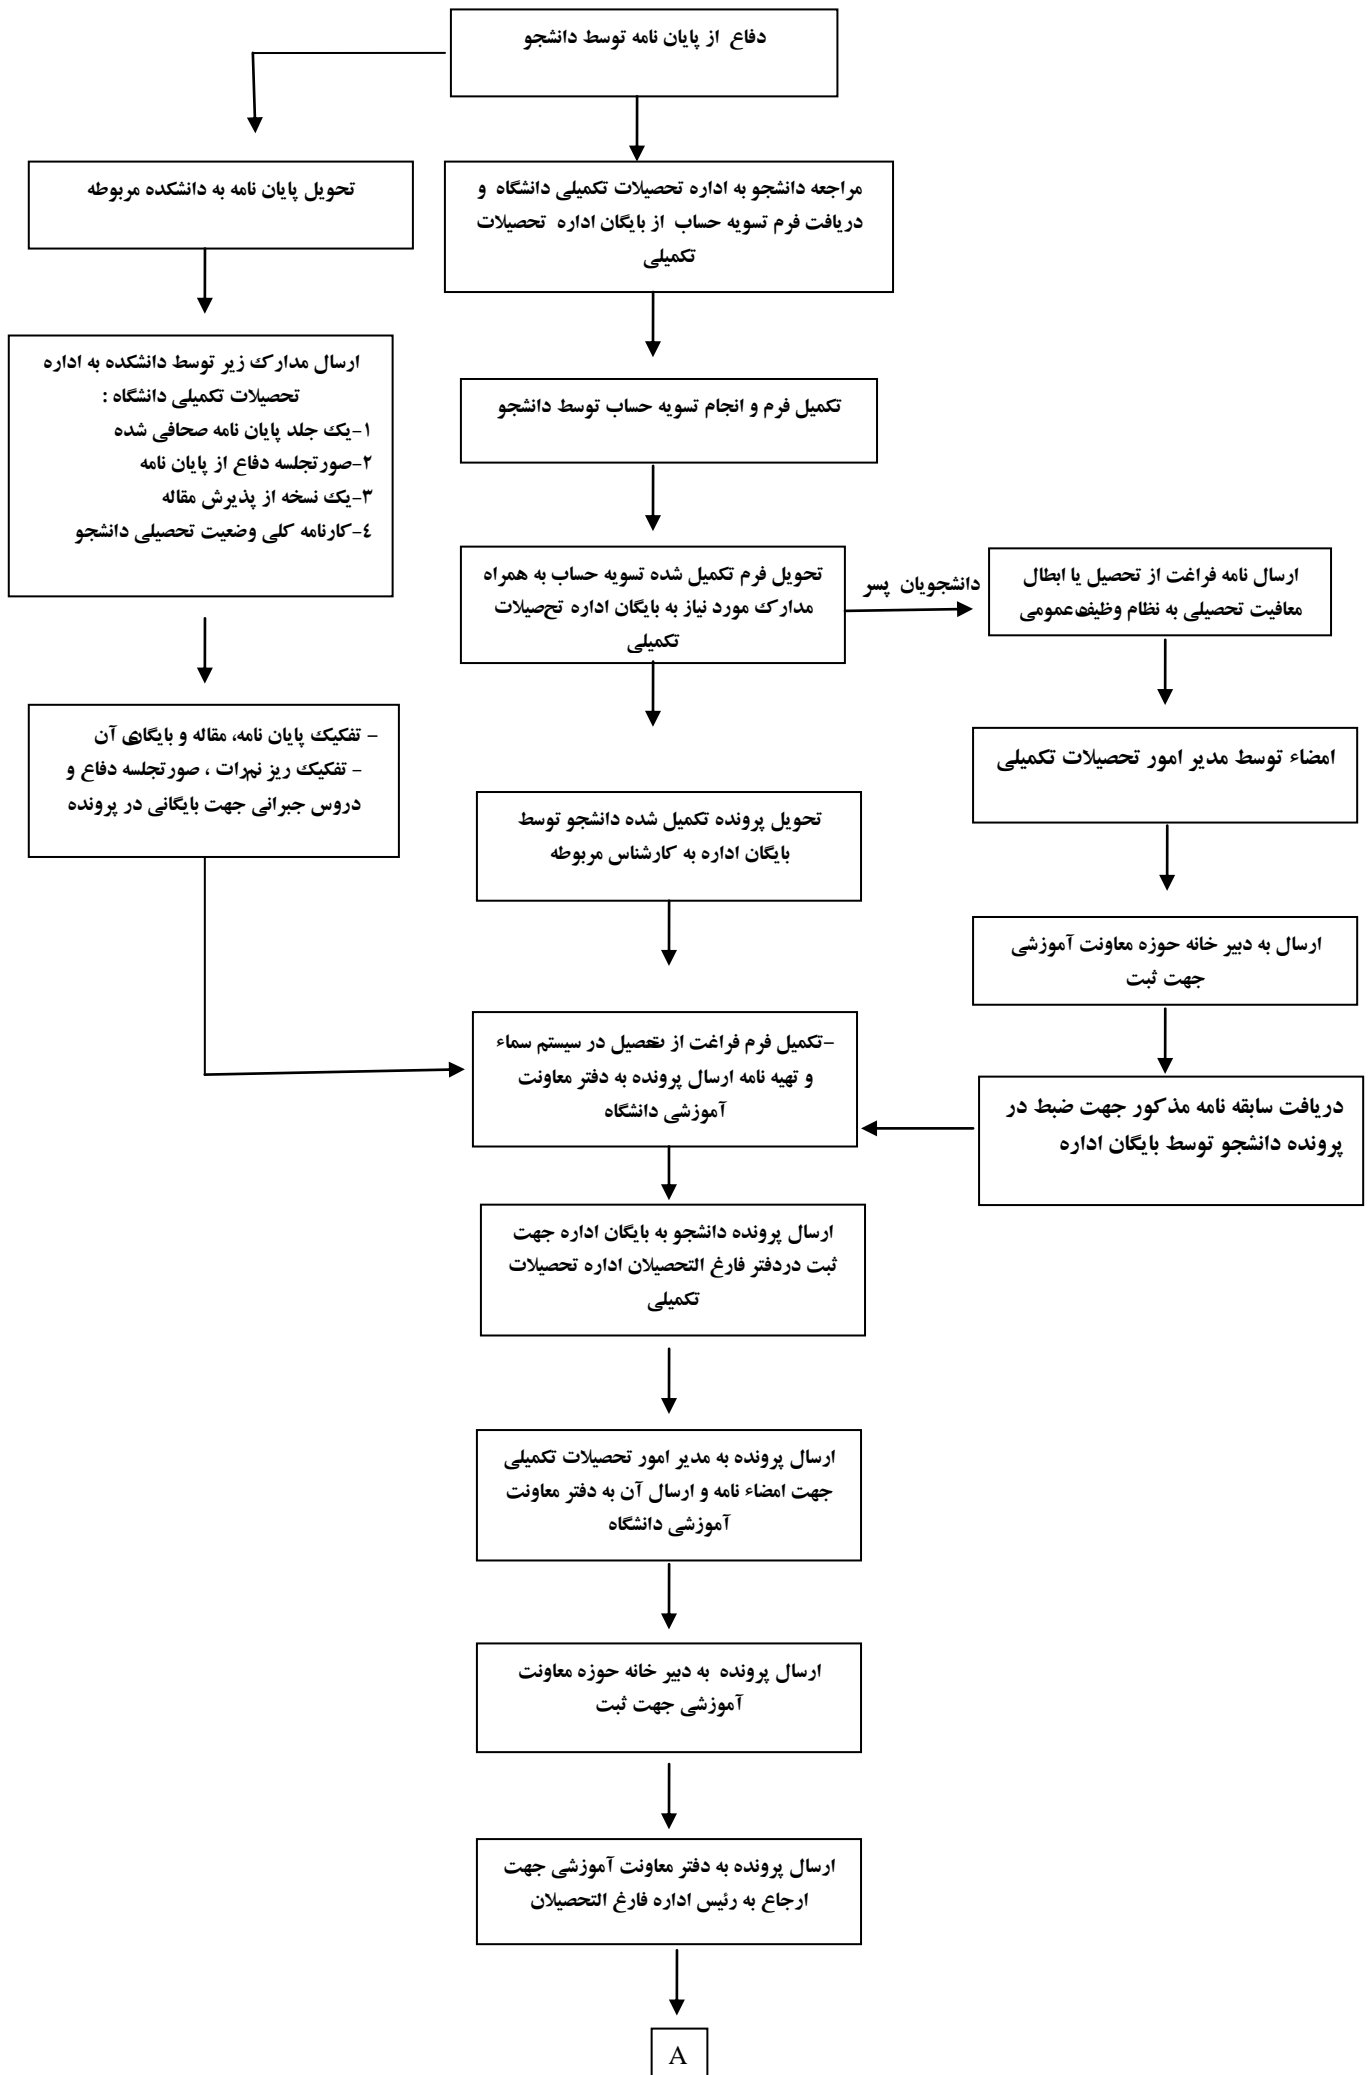 دفاع از پایان نامه توسط دانشجو
مراجعه دانشجو به اداره تحصیلات تکمیلی دانشگاه و
دریافت فرم تسویه حساب از بایگان اداره تحصیلات
تکمیلی
تحویل پایان نامه به دانشکده مربوطه
ارسال مدارک زیر توسط دانشکده به اداره
تحصیلات تکمیلی دانشگاه :
۱-یک جلد پایان نامه صحافی شده
۲-صورتجلسه دفاع از پایان نامه
۳-یک نسخه از پذیرش مقاله
٤-کارنامه کلی وضعیت تحصیلی دانشجو
تکمیل فرم و انجام تسویه حساب توسط دانشجو
تحویل فرم تکمیل شده تسویه حساب به همراه
مدارک مورد نیاز به بایگان اداره تحصیلات
تکمیلی
دانشجویان پسر
ارسال نامه فراغت از تحصیل یا ابطال
معافیت تحصیلی به نظام وظیفه عمومی
امضاء توسط مدیر امور تحصیلات تکمیلی
- تفکیک پایان نامه، مقاله و بایگانی آن
- تفکیک ریز نمرات ، صورتجلسه دفاع و
دروس جبرانی جهت بایگانی در پرونده
تحویل پرونده تکمیل شده دانشجو توسط
بایگان اداره به کارشناس مربوطه
ارسال به دبیر خانه حوزه معاونت آموزشی
جهت ثبت
-تکمیل فرم فراغت از تحصیل در سیستم سماء
و تهیه نامه ارسال پرونده به دفتر معاونت
آموزشی دانشگاه
دریافت سابقه نامه مذکور جهت ضبط در
پرونده دانشجو توسط بایگان اداره
ارسال پرونده دانشجو به بایگان اداره جهت
ثبت دردفتر فارغ التحصیلان اداره تحصیلات
تکمیلی
ارسال پرونده به مدیر امور تحصیلات تکمیلی
جهت امضاء نامه و ارسال آن به دفتر معاونت
آموزشی دانشگاه
ارسال پرونده به دبیر خانه حوزه معاونت
آموزشی جهت ثبت
ارسال پرونده به دفتر معاونت آموزشی جهت
ارجاع به رئیس اداره فارغ التحصیلان
A